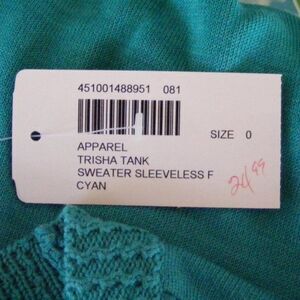 451001488951 081
SIZE 0
APPAREL
TRISHA TANK
SWEATER SLEEVELESS F
CYAN
24.99